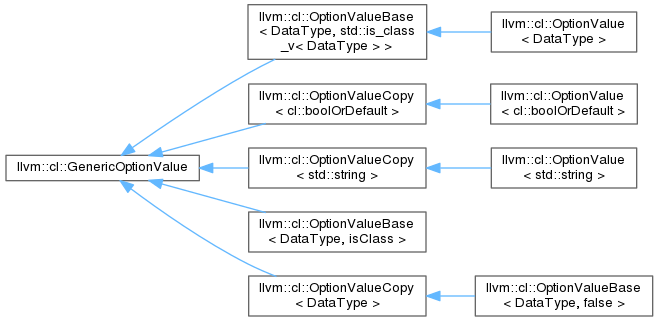 llvm::cl::GenericOptionValue
llvm::cl::OptionValueBase
< DataType, std::is_class
_v< DataType > >
llvm::cl::OptionValue
< DataType >
llvm::cl::OptionValueCopy
< cl::boolOrDefault >
llvm::cl::OptionValue
< cl::boolOrDefault >
llvm::cl::OptionValueCopy
< std::string >
llvm::cl::OptionValue
< std::string >
llvm::cl::OptionValueBase
< DataType, isClass >
llvm::cl::OptionValueCopy
< DataType >
llvm::cl::OptionValueBase
< DataType, false >